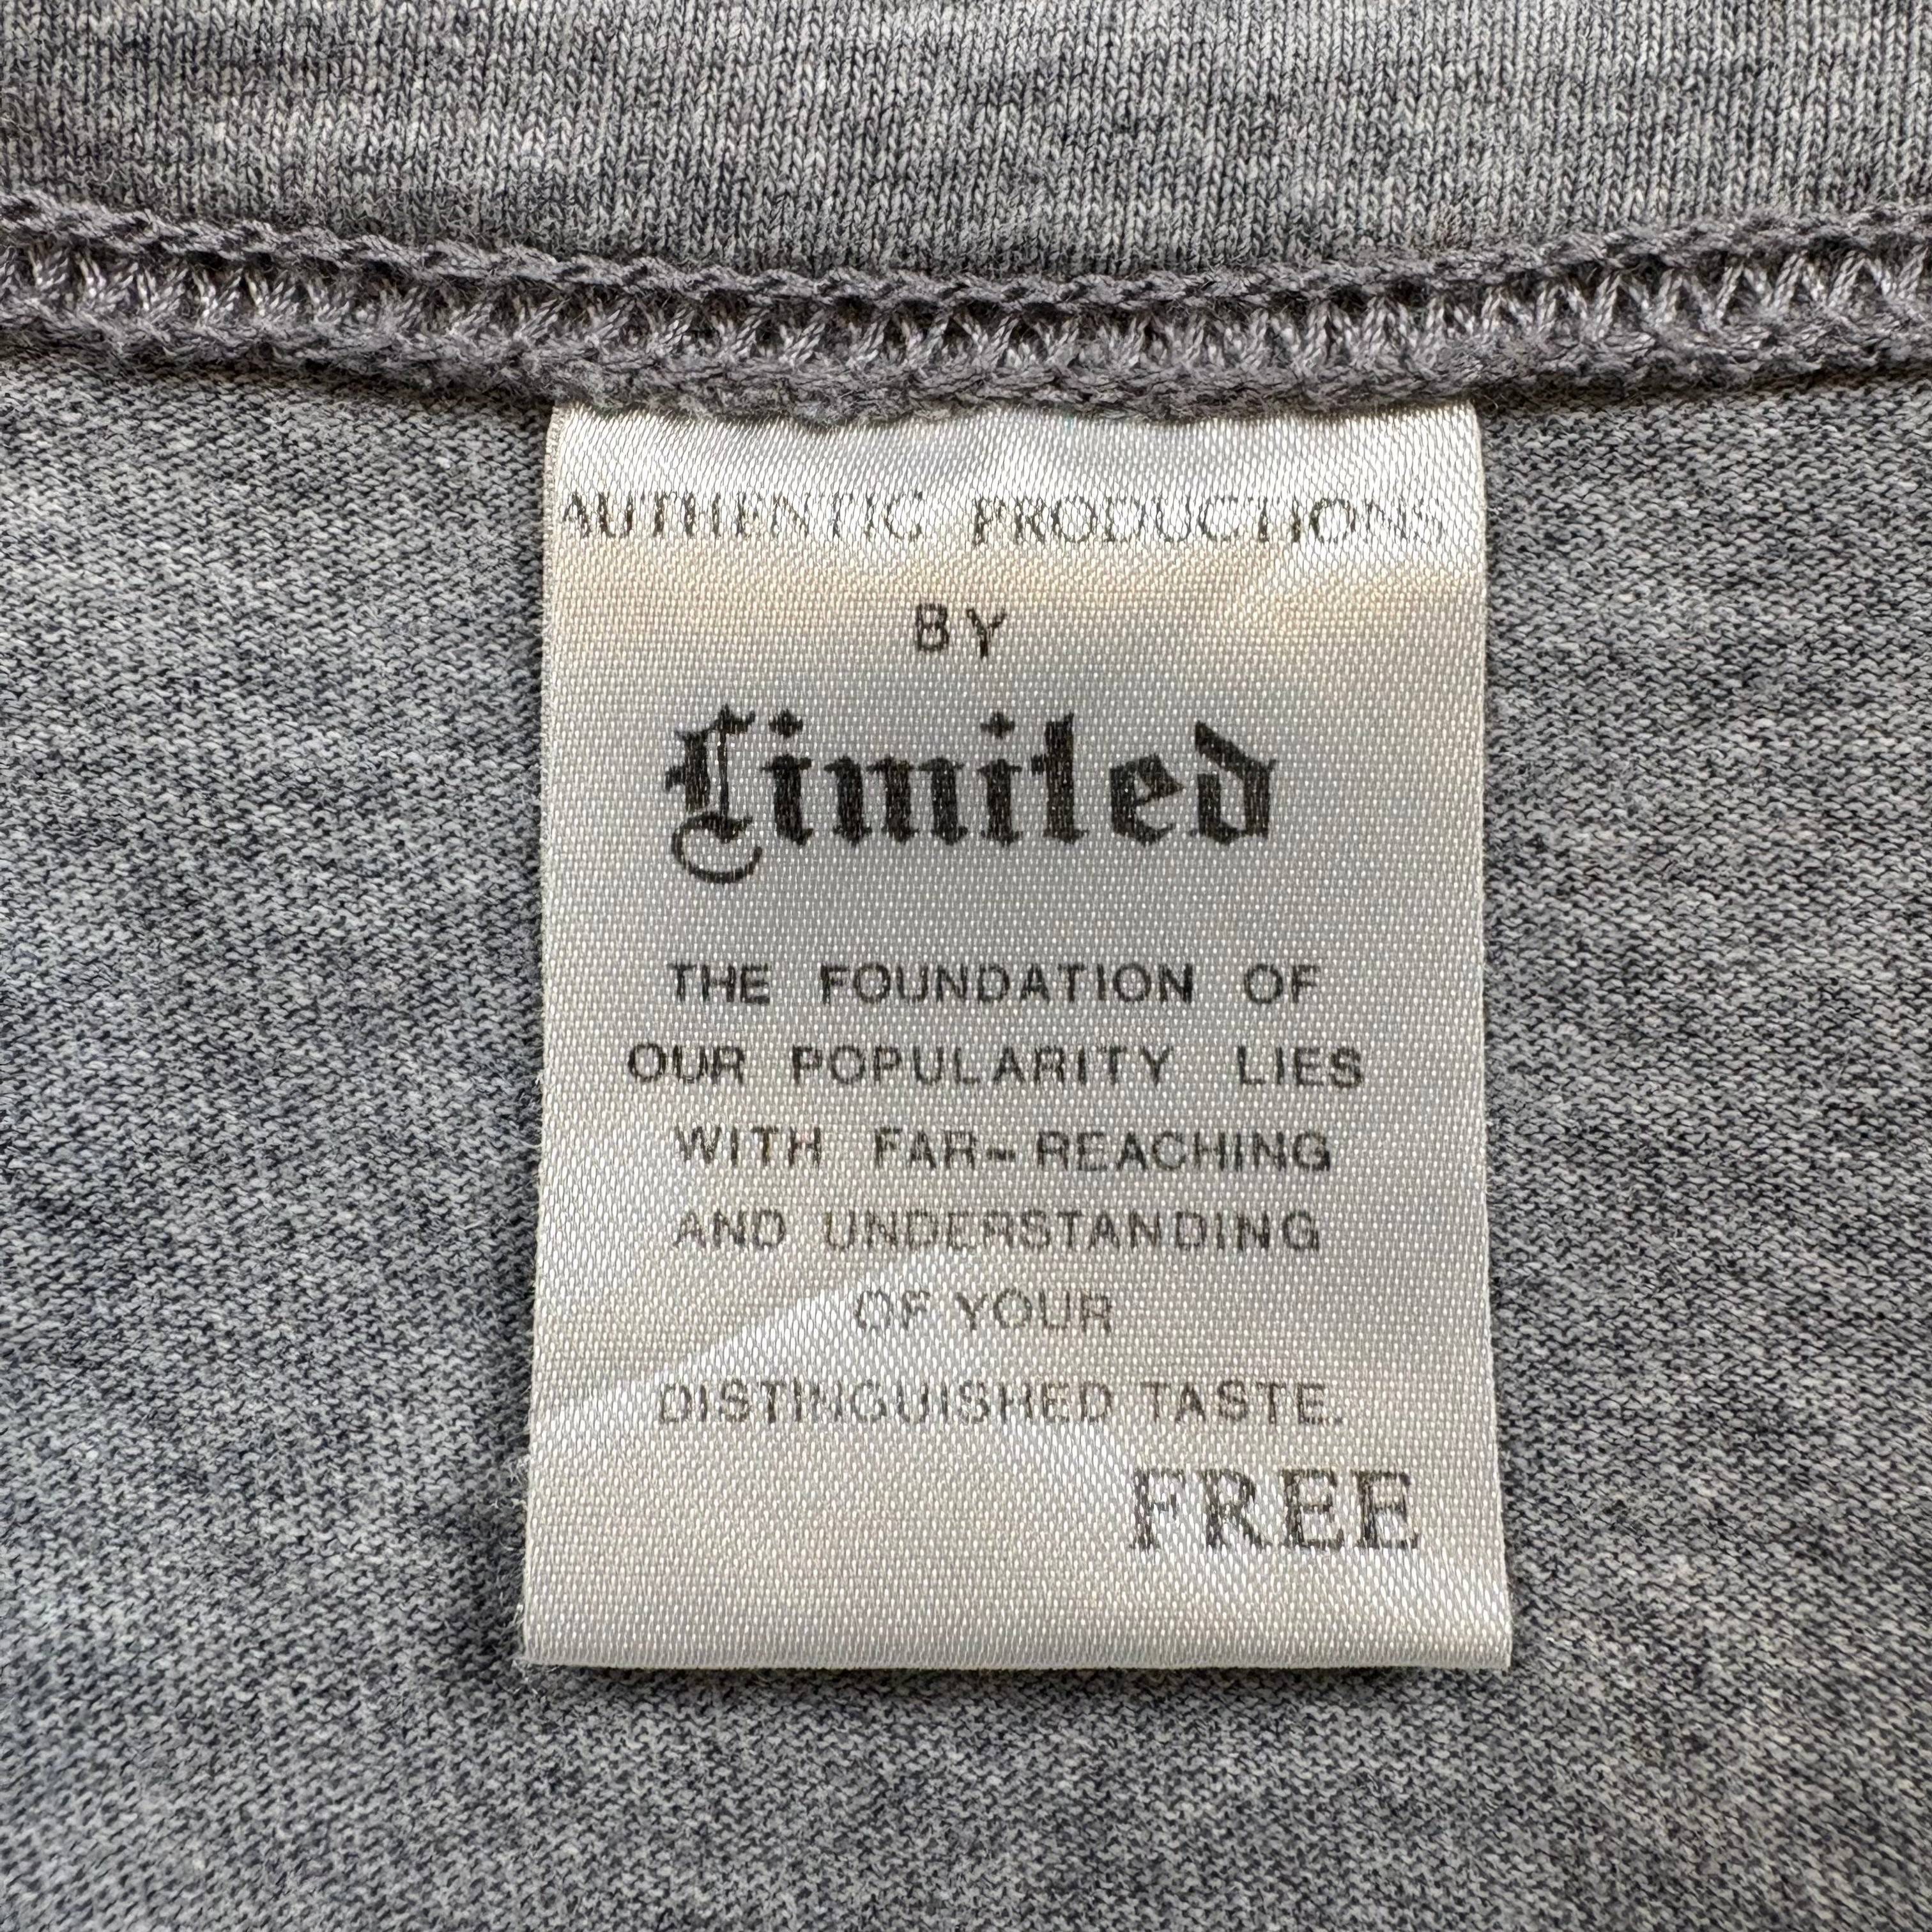 AUTHENTIC PRODUCTIONS
BY
Limited
THE FOUNDATION OF
OUR POPULARITY LIES
WITH FAR-REACHING
AND UNDERSTANDING
OF YOUR
DISTINGUISHED TASTE.
FREE